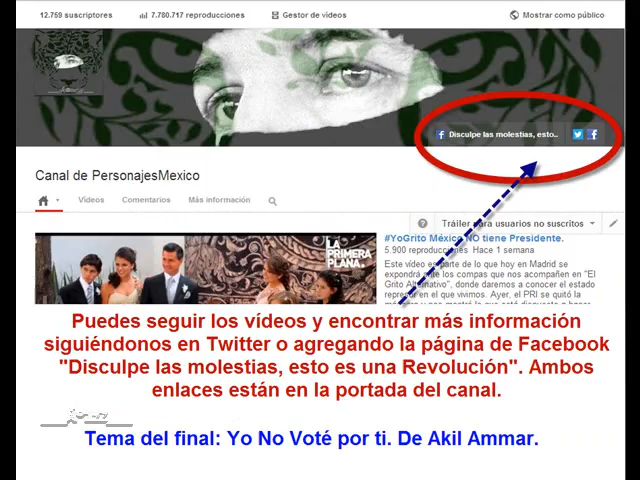 12.759 suscriptores 7.780.717 reproducciones Gestor de vídeos Mostrar como público
Disculpe las molestias, esto..
Canal de PersonajesMexico
Vídeos Comentarios Más información
Tráiler para usuarios no suscritos
#YoGrito México NO tiene Presidente.
5.900 reproducciones Hace 1 semana
Este vídeo es parte de lo que hoy en Madrid se
expondrá ante los compas que nos acompañen en "El
Grito Alternativo", donde daremos a conocer el estado
represor en el que vivimos. Ayer, el PRI se quitó la
LA PRIMERA PLANA.
Puedes seguir los vídeos y encontrar más información
siguiéndonos en Twitter o agregando la página de Facebook
"Disculpe las molestias, esto es una Revolución". Ambos
enlaces están en la portada del canal.
Tema del final: Yo No Voté por ti. De Akil Ammar.